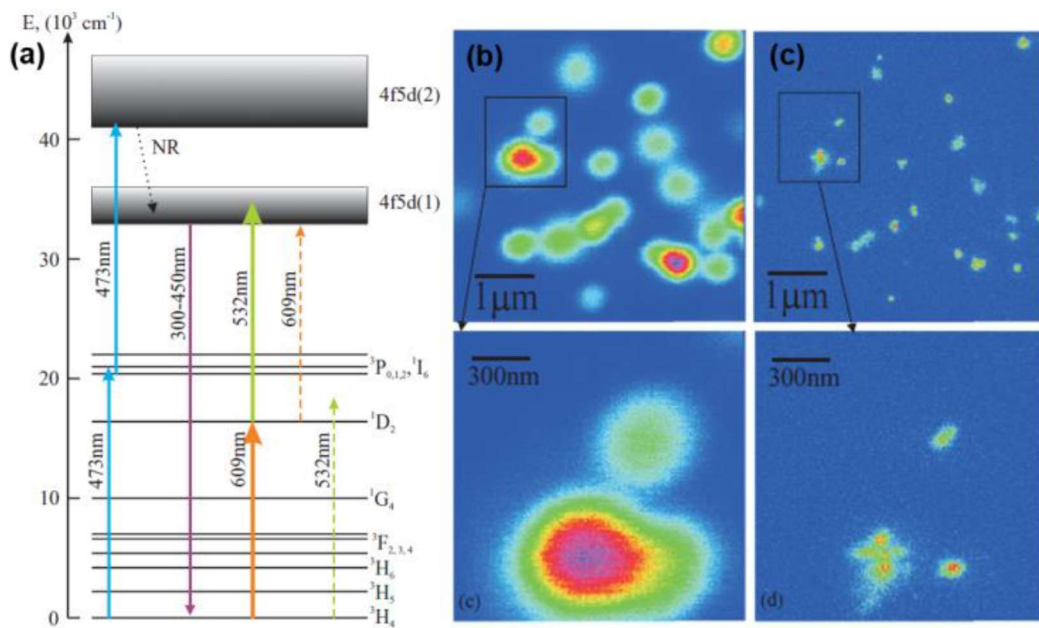 E, (10³ cm⁻¹)
(a)
40
30
20
10
0
4f5d(2)
NR
4f5d(1)
473nm
300-450nm
532nm
609nm
³P₀,₁,₂,¹I₆
¹D₂
473nm
609nm
532nm
¹G₄
³F₂,₃,₄
³H₆
³H₅
³H₄
(b)
1μm
(c)
1μm
300nm
(c)
300nm
(d)